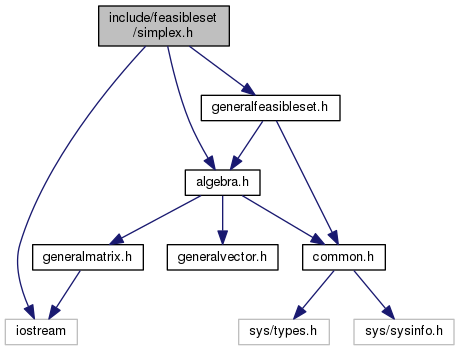 include/feasibleset
/simplex.h
generalfeasibleset.h
algebra.h
generalmatrix.h
generalvector.h
common.h
iostream
sys/types.h
sys/sysinfo.h